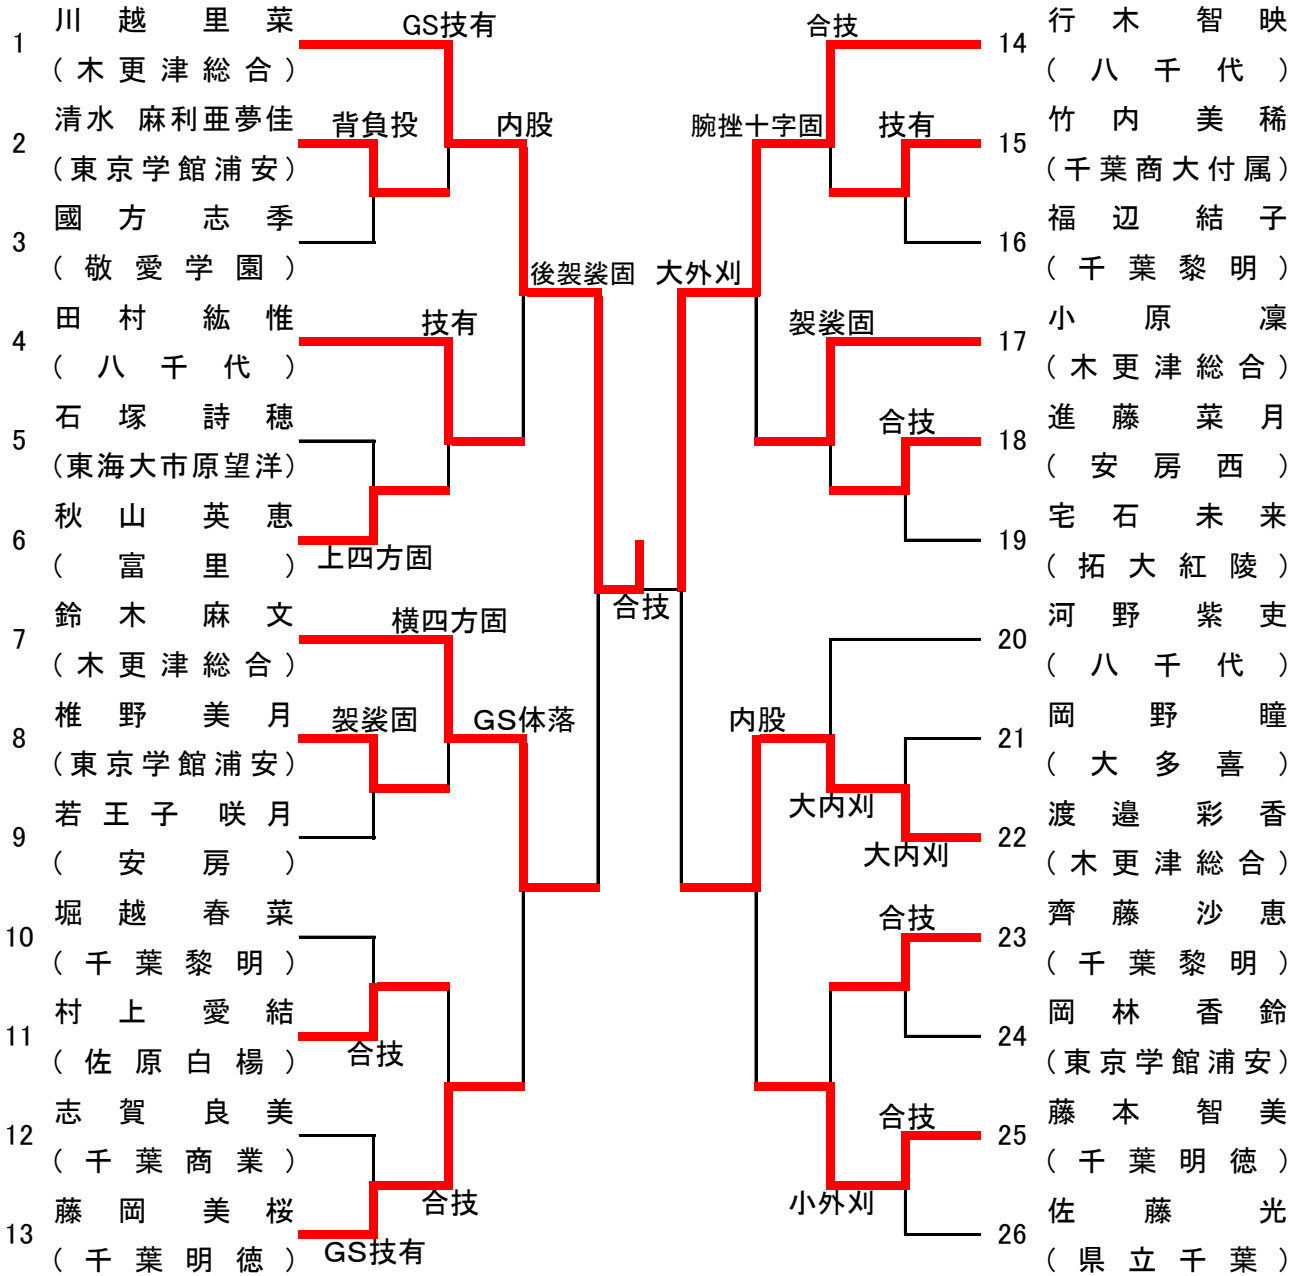 1 川越里菜
(木更津総合)
2 清水 麻利亜夢佳
(東京学館浦安)
3 國方志季
(敬愛学園)
4 田村紘惟
(八千代)
5 石塚詩穂
(東海大市原望洋)
6 秋山英恵
(富里)
7 鈴木麻文
(木更津総合)
8 椎野美月
(東京学館浦安)
9 若王子 咲月
(安房)
10 堀越春菜
(千葉黎明)
11 村上愛結
(佐原白楊)
12 志賀良美
(千葉商業)
13 藤岡美桜
(千葉明徳)
GS技有
背負投
内股
後袈裟固
技有
上四方固
横四方固
袈裟固
GS体落
合技
合技
GS技有
合技
合技
腕挫十字固
技有
大外刈
袈裟固
合技
内股
大内刈
大内刈
合技
合技
小外刈
14 行木智映
(八千代)
15 竹内美稀
(千葉商大付属)
16 福辺結子
(千葉黎明)
17 小原凜
(木更津総合)
18 進藤菜月
(安房西)
19 宅石未来
(拓大紅陵)
20 河野紫吏
(八千代)
21 岡野瞳
(大多喜)
22 渡邉彩香
(木更津総合)
23 齊藤沙恵
(千葉黎明)
24 岡林香鈴
(東京学館浦安)
25 藤本智美
(千葉明徳)
26 佐藤光
(県立千葉)